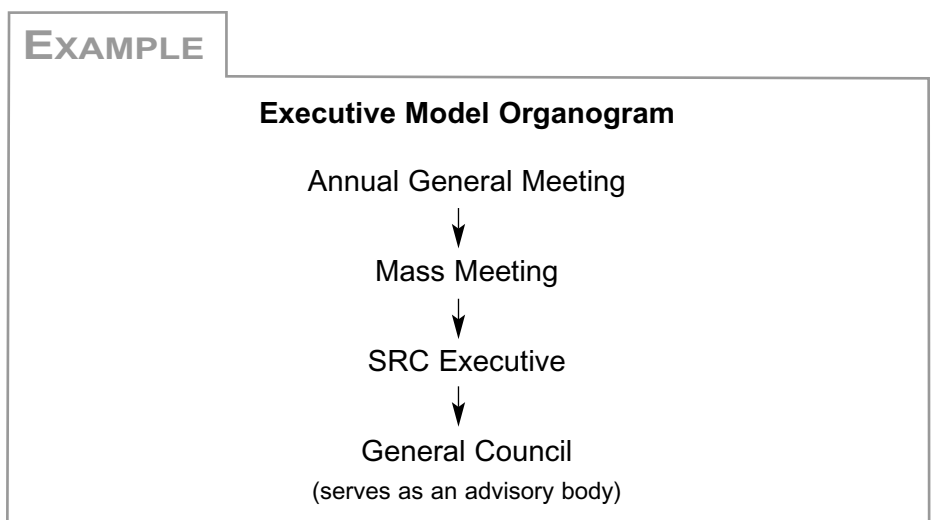 EXAMPLE
Executive Model Organogram
Annual General Meeting
Mass Meeting
SRC Executive
General Council
(serves as an advisory body)